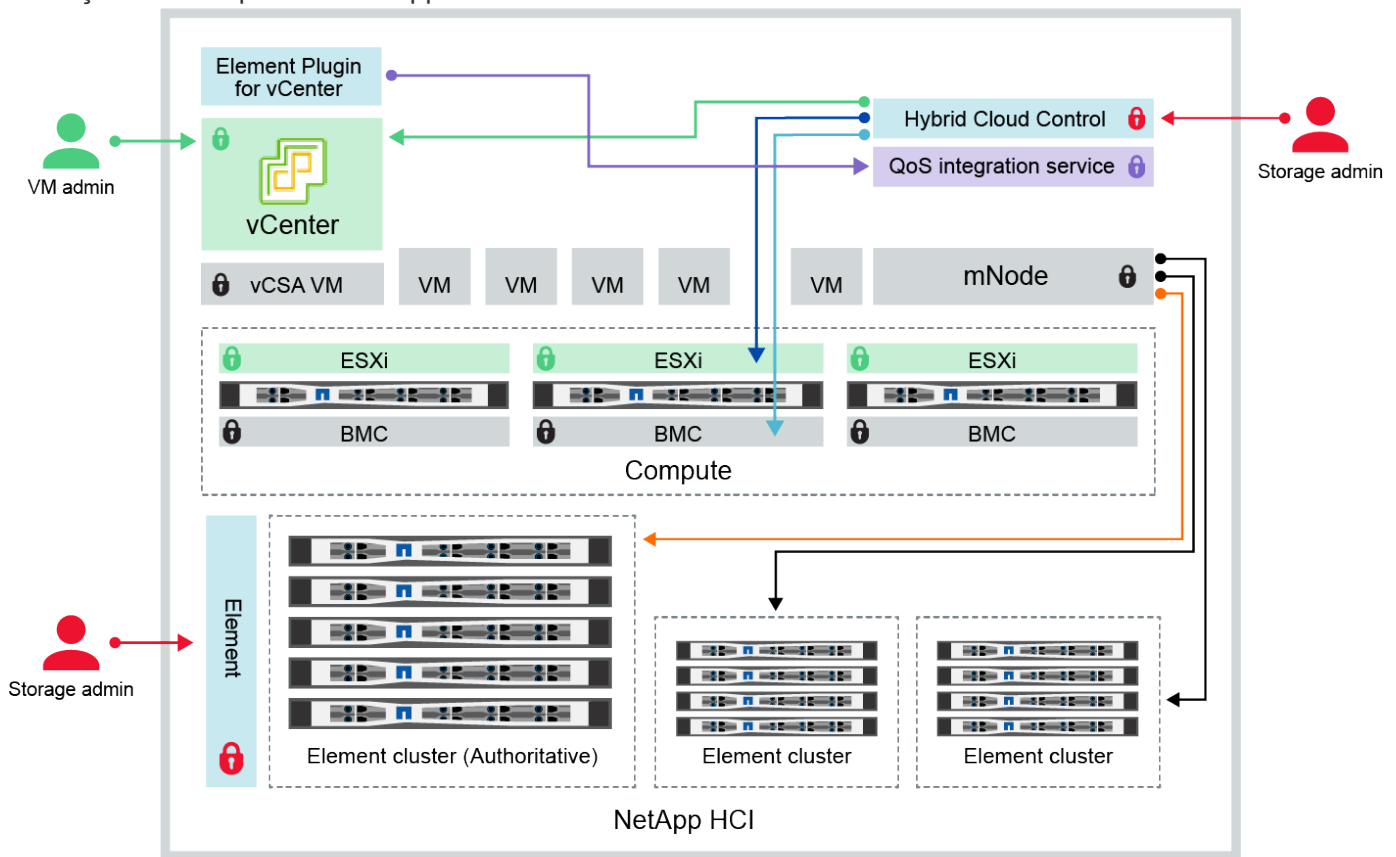 Element Plugin
for vCenter
Hybrid Cloud Control
QoS integration service
VM admin
Storage admin
vCenter
vCSA VM
VM
VM
VM
VM
VM
mNode
ESXi
ESXi
ESXi
BMC
BMC
BMC
Compute
Element
Storage admin
Element cluster (Authoritative)
Element cluster
Element cluster
NetApp HCI